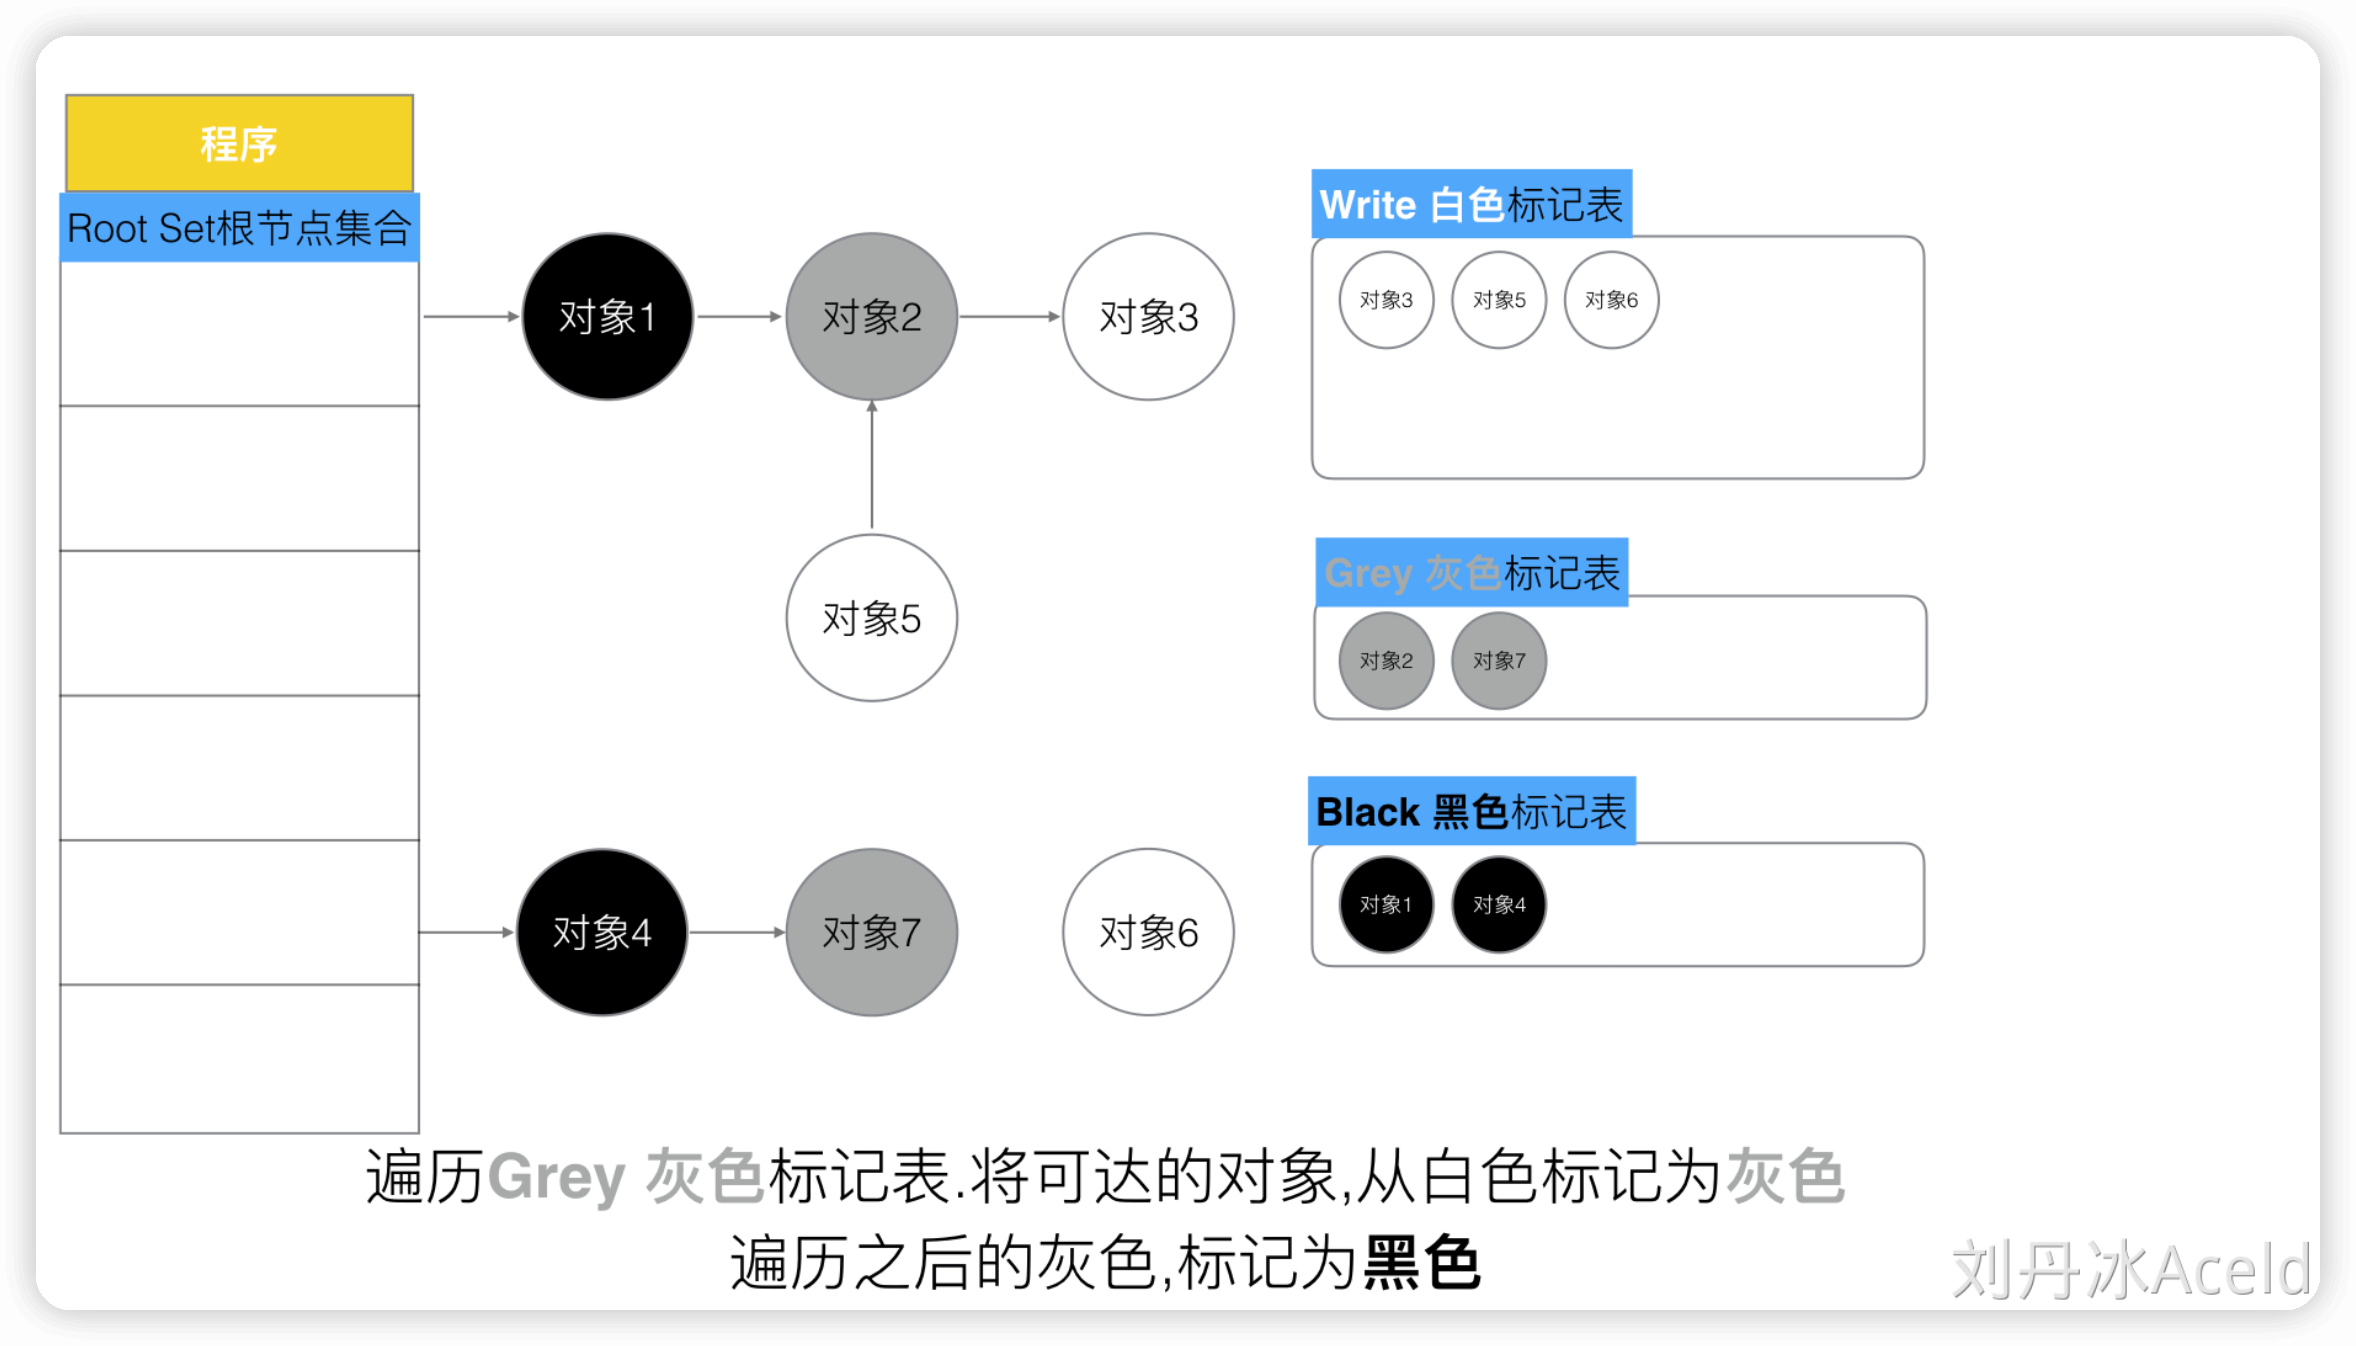 程序
Root Set根节点集合
对象1
对象2
对象3
对象5
对象4
对象7
对象6
Write 白色标记表
对象3
对象5
对象6
Grey 灰色标记表
对象2
对象7
Black 黑色标记表
对象1
对象4
遍历Grey 灰色标记表.将可达的对象,从白色标记为灰色
遍历之后的灰色,标记为黑色
刘丹冰Aceld